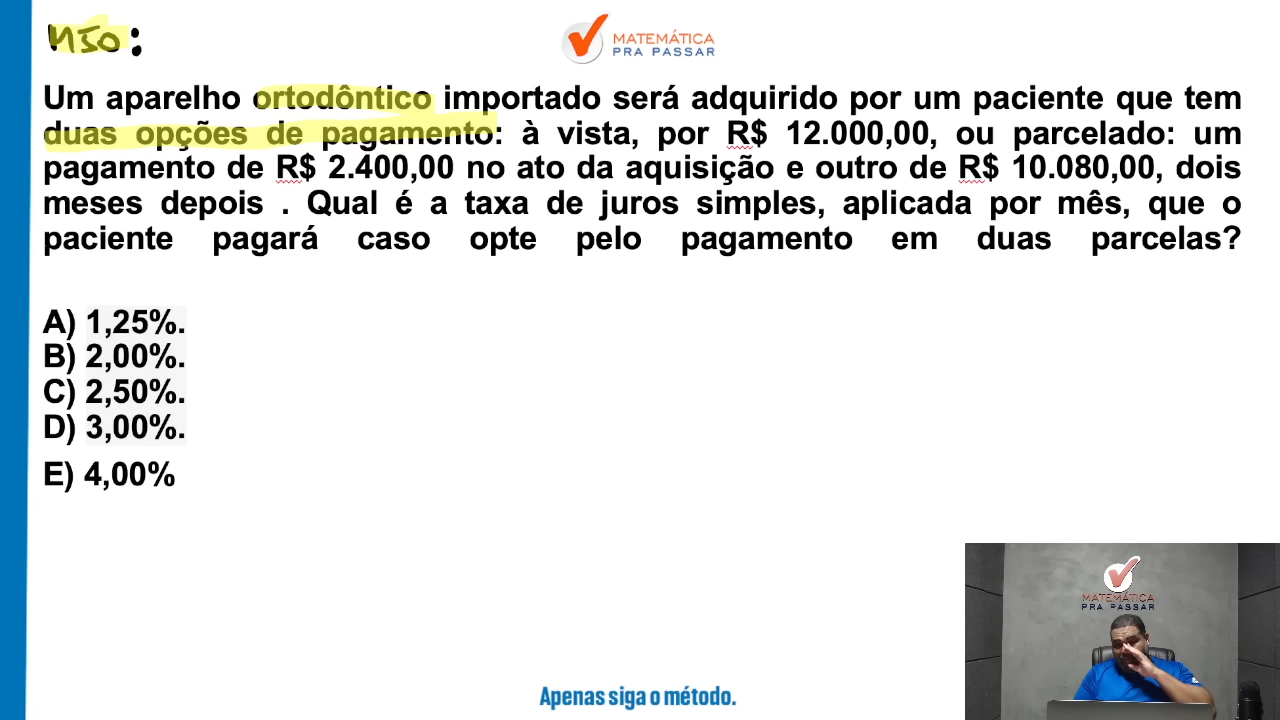 MATEMÁTICA
PRA PASSAR
Um aparelho ortodôntico importado será adquirido por um paciente que tem
duas opções de pagamento: à vista, por R$ 12.000,00, ou parcelado: um
pagamento de R$ 2.400,00 no ato da aquisição e outro de R$ 10.080,00, dois
meses depois . Qual é a taxa de juros simples, aplicada por mês, que o
paciente pagará caso opte pelo pagamento em duas parcelas?
A) 1,25%.
B) 2,00%.
C) 2,50%.
D) 3,00%.
E) 4,00%
MATEMÁTICA
PRA PASSAR
Apenas siga o método.